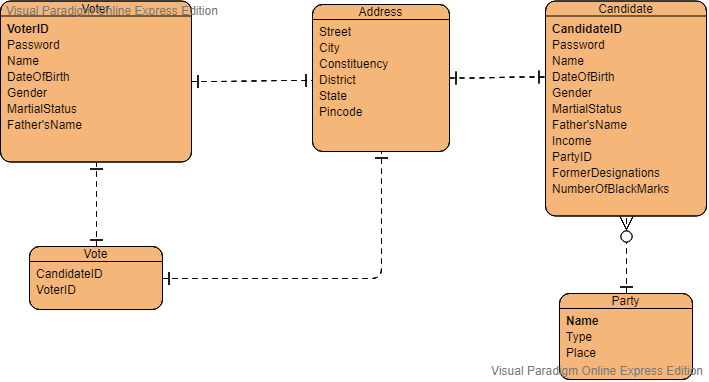 Visual Paradigm Online Express Edition
Voter
VoterID
Password
Name
DateOfBirth
Gender
MartialStatus
Father'sName
Address
Street
City
Constituency
District
State
Pincode
Candidate
CandidateID
Password
Name
DateOfBirth
Gender
MartialStatus
Father'sName
Income
PartyID
FormerDesignations
NumberOfBlackMarks
Vote
CandidateID
VoterID
Party
Name
Type
Place
Visual Paradigm Online Express Edition